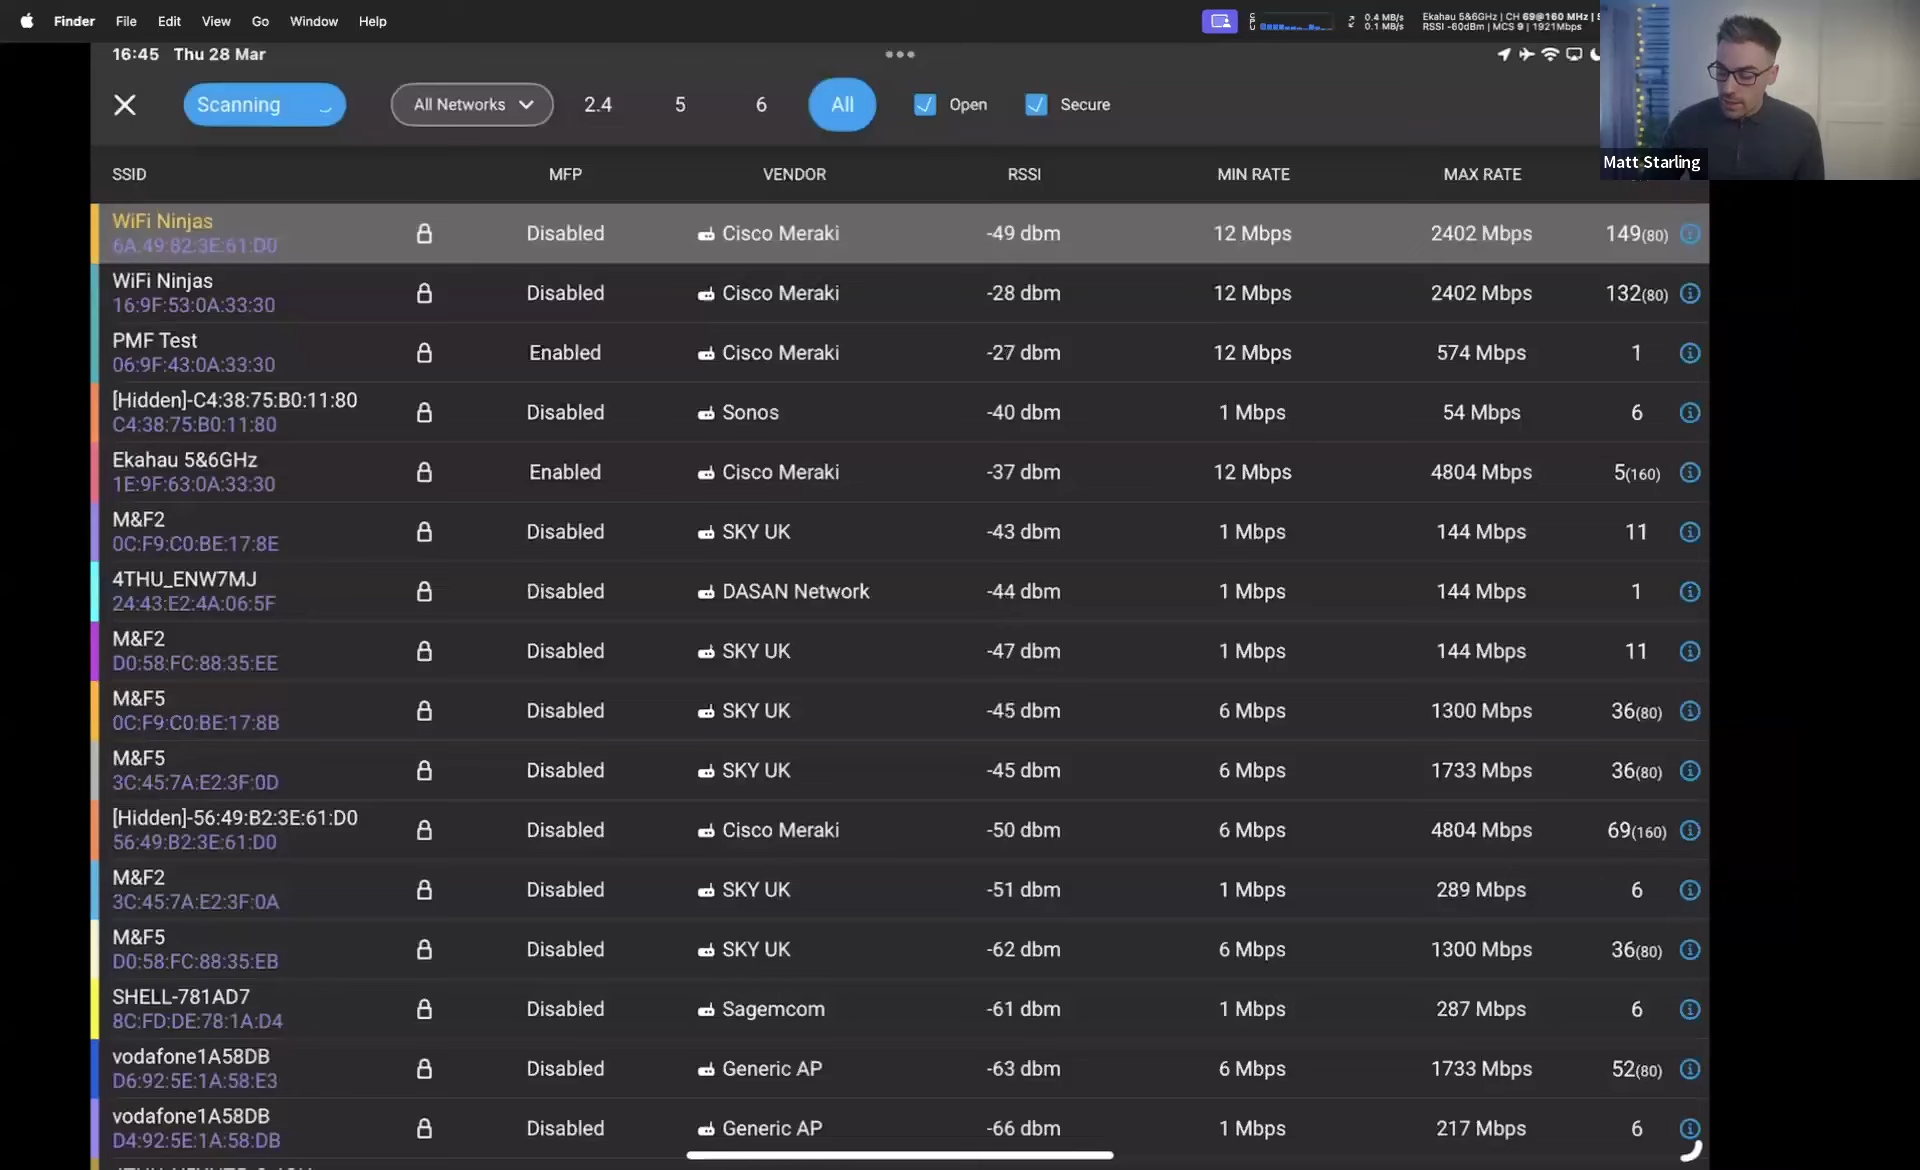 Finder File Edit View Go Window Help
0.4 MB/s
0.1 MB/s
Ekahau 5&6GHz | CH 69@160 MHz |
RSSI -60dBm | MCS 9 | 1921Mbps
16:45 Thu 28 Mar
Scanning All Networks 2.4 5 6 All Open Secure
Matt Starling
SSID MFP VENDOR RSSI MIN RATE MAX RATE
WiFi Ninjas
6A:49:B2:3E:61:D0
Disabled Cisco Meraki -49 dbm 12 Mbps 2402 Mbps 149(80)
WiFi Ninjas
16:9F:53:0A:33:30
Disabled Cisco Meraki -28 dbm 12 Mbps 2402 Mbps 132(80)
PMF Test
06:9F:43:0A:33:30
Enabled Cisco Meraki -27 dbm 12 Mbps 574 Mbps 1
[Hidden]-C4:38:75:B0:11:80
C4:38:75:B0:11:80
Disabled Sonos -40 dbm 1 Mbps 54 Mbps 6
Ekahau 5&6GHz
1E:9F:63:0A:33:30
Enabled Cisco Meraki -37 dbm 12 Mbps 4804 Mbps 5(160)
M&F2
0C:F9:C0:BE:17:8E
Disabled SKY UK -43 dbm 1 Mbps 144 Mbps 11
4THU_ENW7MJ
24:43:E2:4A:06:5F
Disabled DASAN Network -44 dbm 1 Mbps 144 Mbps 1
M&F2
D0:58:FC:88:35:EE
Disabled SKY UK -47 dbm 1 Mbps 144 Mbps 11
M&F5
0C:F9:C0:BE:17:8B
Disabled SKY UK -45 dbm 6 Mbps 1300 Mbps 36(80)
M&F5
3C:45:7A:E2:3F:0D
Disabled SKY UK -45 dbm 6 Mbps 1733 Mbps 36(80)
[Hidden]-56:49:B2:3E:61:D0
56:49:B2:3E:61:D0
Disabled Cisco Meraki -50 dbm 6 Mbps 4804 Mbps 69(160)
M&F2
3C:45:7A:E2:3F:0A
Disabled SKY UK -51 dbm 1 Mbps 289 Mbps 6
M&F5
D0:58:FC:88:35:EB
Disabled SKY UK -62 dbm 6 Mbps 1300 Mbps 36(80)
SHELL-781AD7
8C:FD:DE:78:1A:D4
Disabled Sagemcom -61 dbm 1 Mbps 287 Mbps 6
vodafone1A58DB
D6:92:5E:1A:58:E3
Disabled Generic AP -63 dbm 6 Mbps 1733 Mbps 52(80)
vodafone1A58DB
D4:92:5E:1A:58:DB
Disabled Generic AP -66 dbm 1 Mbps 217 Mbps 6